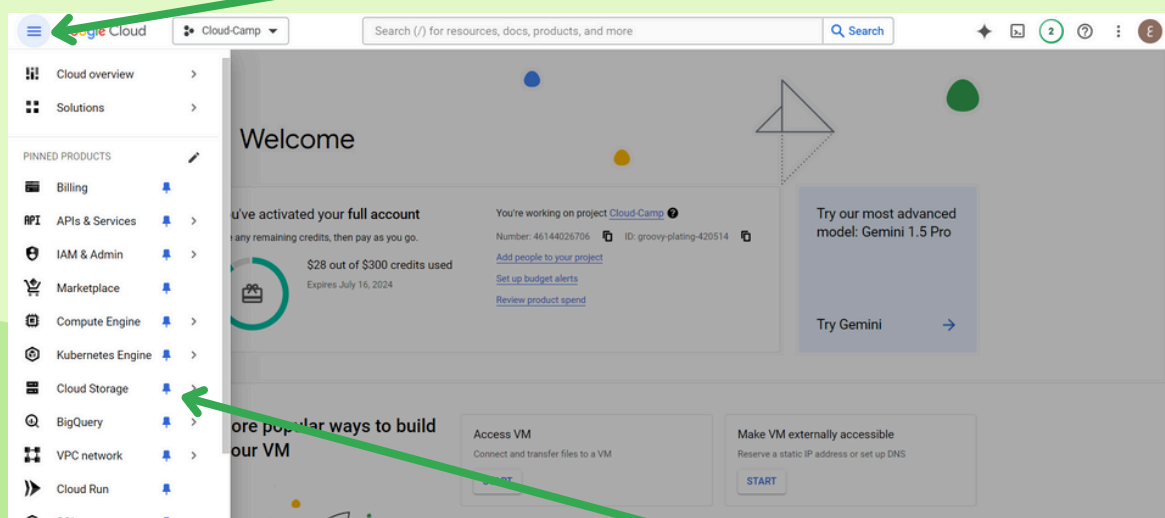 Cloud
Cloud-Camp
Search (/) for resources, docs, products, and more
Search
2
Cloud overview
Solutions
PINNED PRODUCTS
Billing
API APIs & Services
IAM & Admin
Marketplace
Compute Engine
Kubernetes Engine
Cloud Storage
BigQuery
VPC network
Cloud Run
Welcome
u've activated your full account
any remaining credits, then pay as you go.
$28 out of $300 credits used
Expires July 16, 2024
You're working on project Cloud-Camp
Number: 46144026706 ID: groovy-plating-420514
Add people to your project
Set up budget alerts
Review product spend
Try our most advanced
model: Gemini 1.5 Pro
Try Gemini
ore popular ways to build
our VM
Access VM
Connect and transfer files to a VM
START
Make VM externally accessible
Reserve a static IP address or set up DNS
START